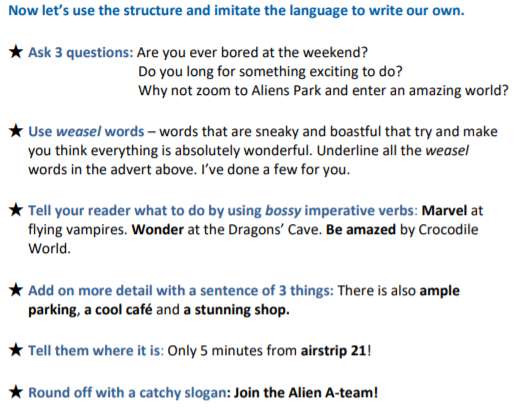 Now let's use the structure and imitate the language to write our own.
★ Ask 3 questions: Are you ever bored at the weekend?
Do you long for something exciting to do?
Why not zoom to Aliens Park and enter an amazing world?
★ Use weasel words – words that are sneaky and boastful that try and make
you think everything is absolutely wonderful. Underline all the weasel
words in the advert above. I've done a few for you.
★ Tell your reader what to do by using bossy imperative verbs: Marvel at
flying vampires. Wonder at the Dragons' Cave. Be amazed by Crocodile
World.
★ Add on more detail with a sentence of 3 things: There is also ample
parking, a cool café and a stunning shop.
★ Tell them where it is: Only 5 minutes from airstrip 21!
★ Round off with a catchy slogan: Join the Alien A-team!